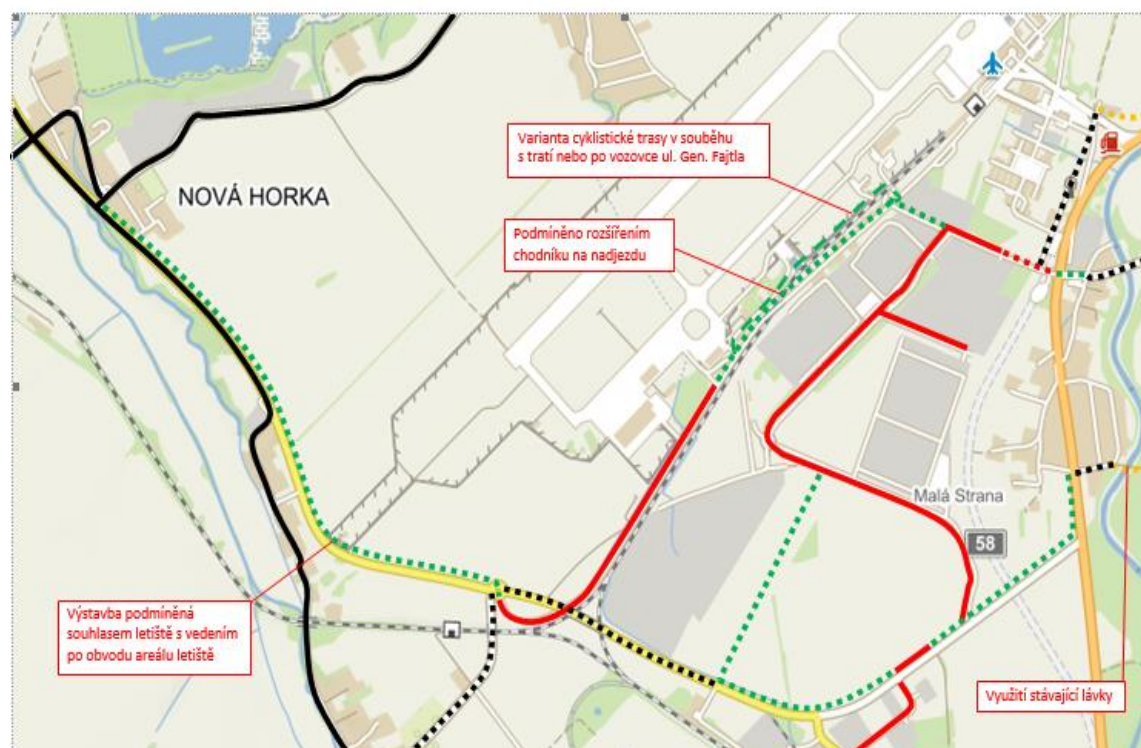 Varianta cyklistické trasy v souběhu
s tratí nebo po vozovce ul. Gen. Fajtla
NOVÁ HORKA
Podmíněno rozšířením
chodníku na nadjezdu
Malá Strana
58
Výstavba podmíněná
souhlasem letiště s vedením
po obvodu areálu letiště
Využití stávající lávky